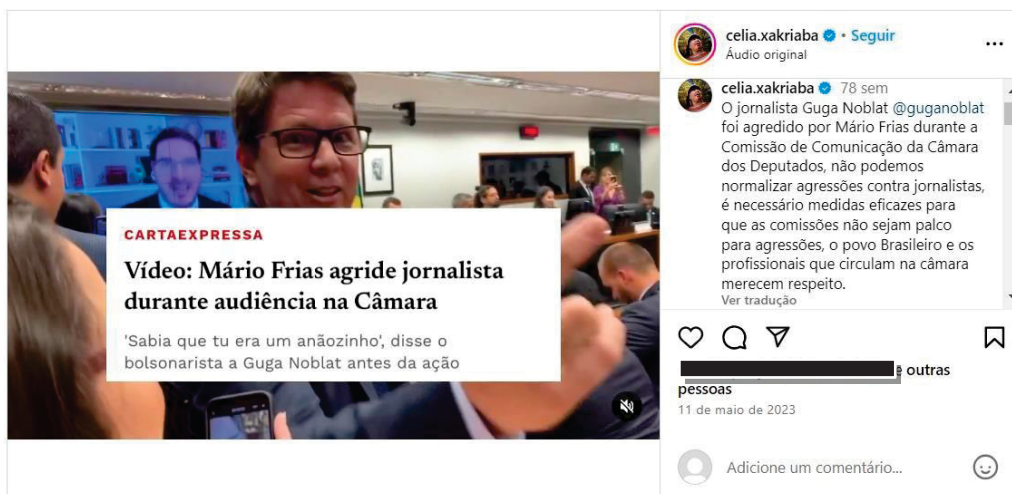 celia.xakriaba • Seguir
Áudio original
celia.xakriaba 78 sem
O jornalista Guga Noblat @guganoblat
foi agredido por Mário Frias durante a
Comissão de Comunicação da Câmara
dos Deputados, não podemos
normalizar agressões contra jornalistas,
é necessário medidas eficazes para
que as comissões não sejam palco
para agressões, o povo Brasileiro e os
profissionais que circulam na câmara
merecem respeito.
Ver tradução
CARTAEXPRESSA
Vídeo: Mário Frias agride jornalista
durante audiência na Câmara
'Sabia que tu era um anãozinho', disse o
bolsonarista a Guga Noblat antes da ação
e outras
pessoas
11 de maio de 2023
Adicione um comentário...